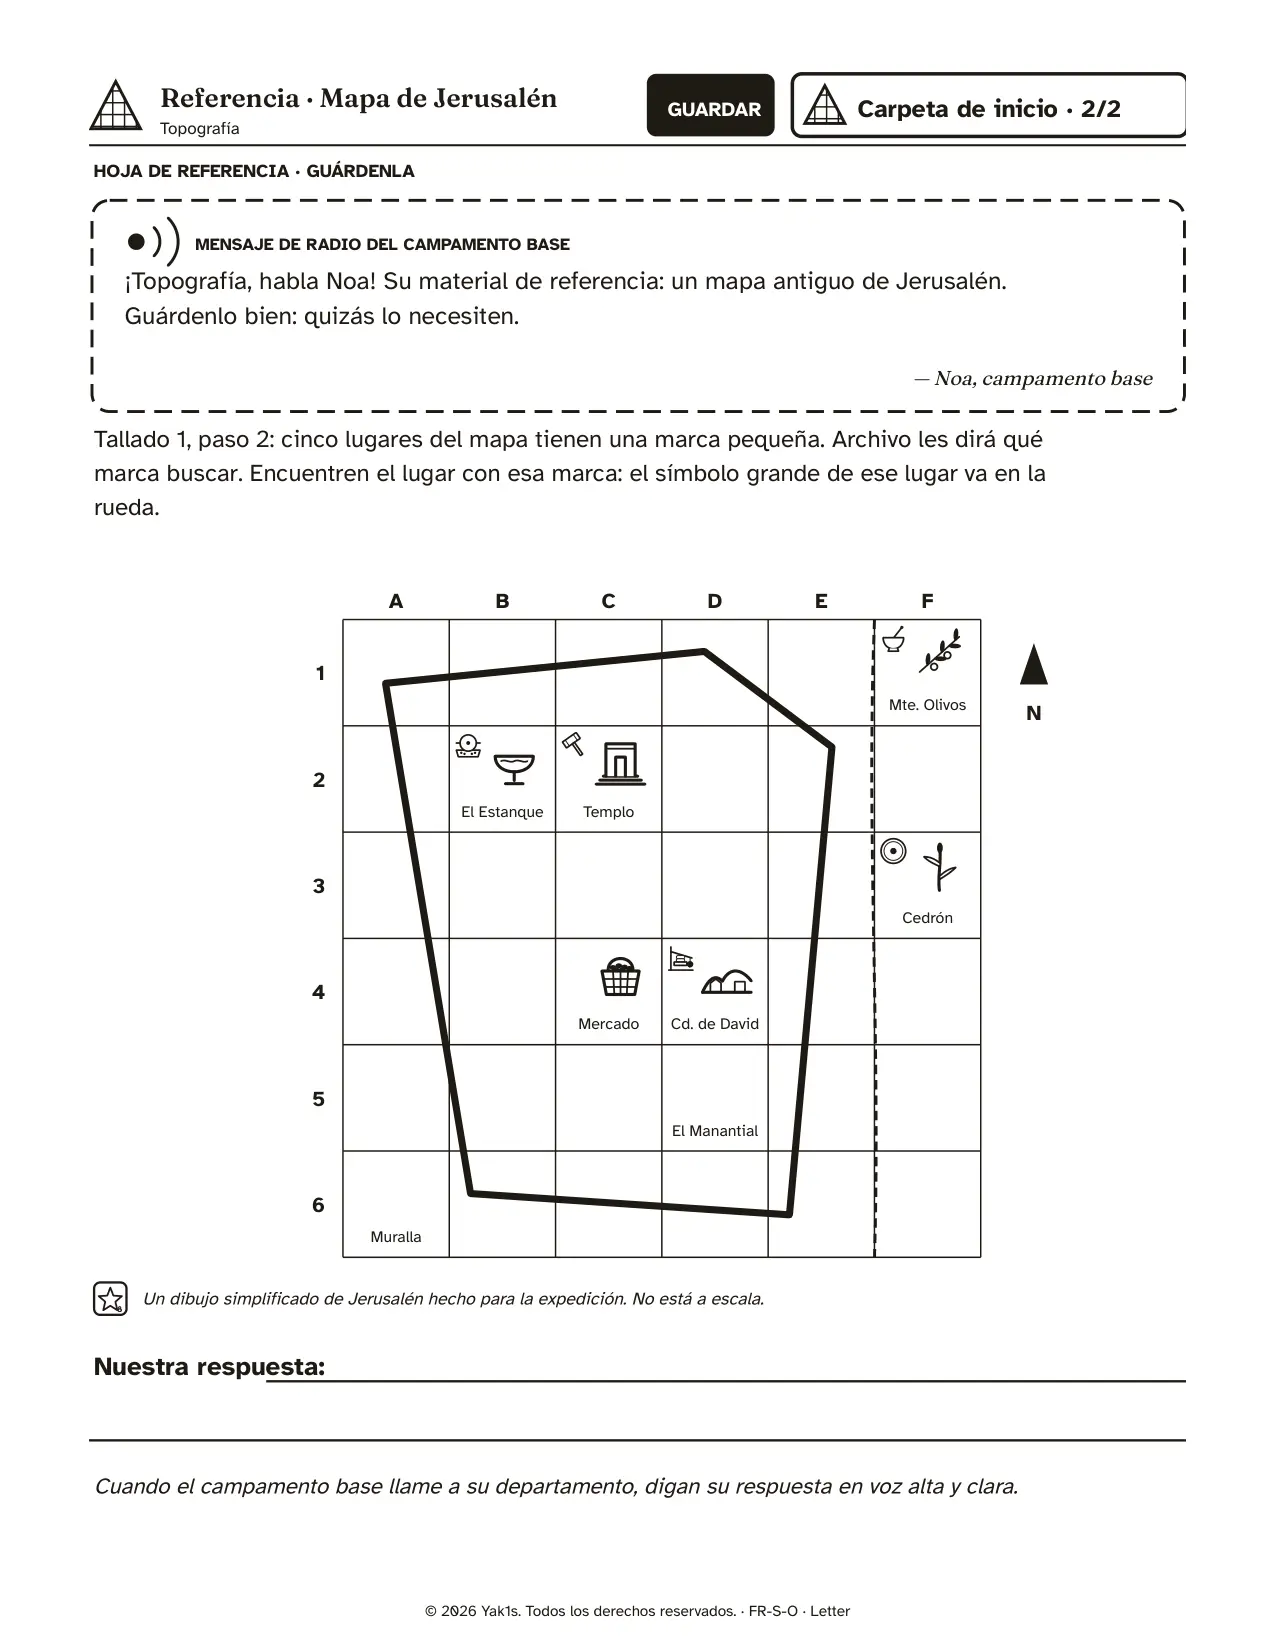 Referencia · Mapa de Jerusalén
Topografía
GUARDAR
Carpeta de inicio · 2/2
HOJA DE REFERENCIA · GUÁRDENLA
MENSAJE DE RADIO DEL CAMPAMENTO BASE
¡Topografía, habla Noa! Su material de referencia: un mapa antiguo de Jerusalén.
Guárdenlo bien: quizás lo necesiten.
— Noa, campamento base
Tallado 1, paso 2: cinco lugares del mapa tienen una marca pequeña. Archivo les dirá qué
marca buscar. Encuentren el lugar con esa marca: el símbolo grande de ese lugar va en la
rueda.
A B C D E F
1
Mte. Olivos
N
2
El Estanque
Templo
3
Cedrón
4
Mercado
Cd. de David
5
El Manantial
6
Muralla
Un dibujo simplificado de Jerusalén hecho para la expedición. No está a escala.
Nuestra respuesta:
Cuando el campamento base llame a su departamento, digan su respuesta en voz alta y clara.
© 2026 Yak1s. Todos los derechos reservados. · FR-S-O · Letter